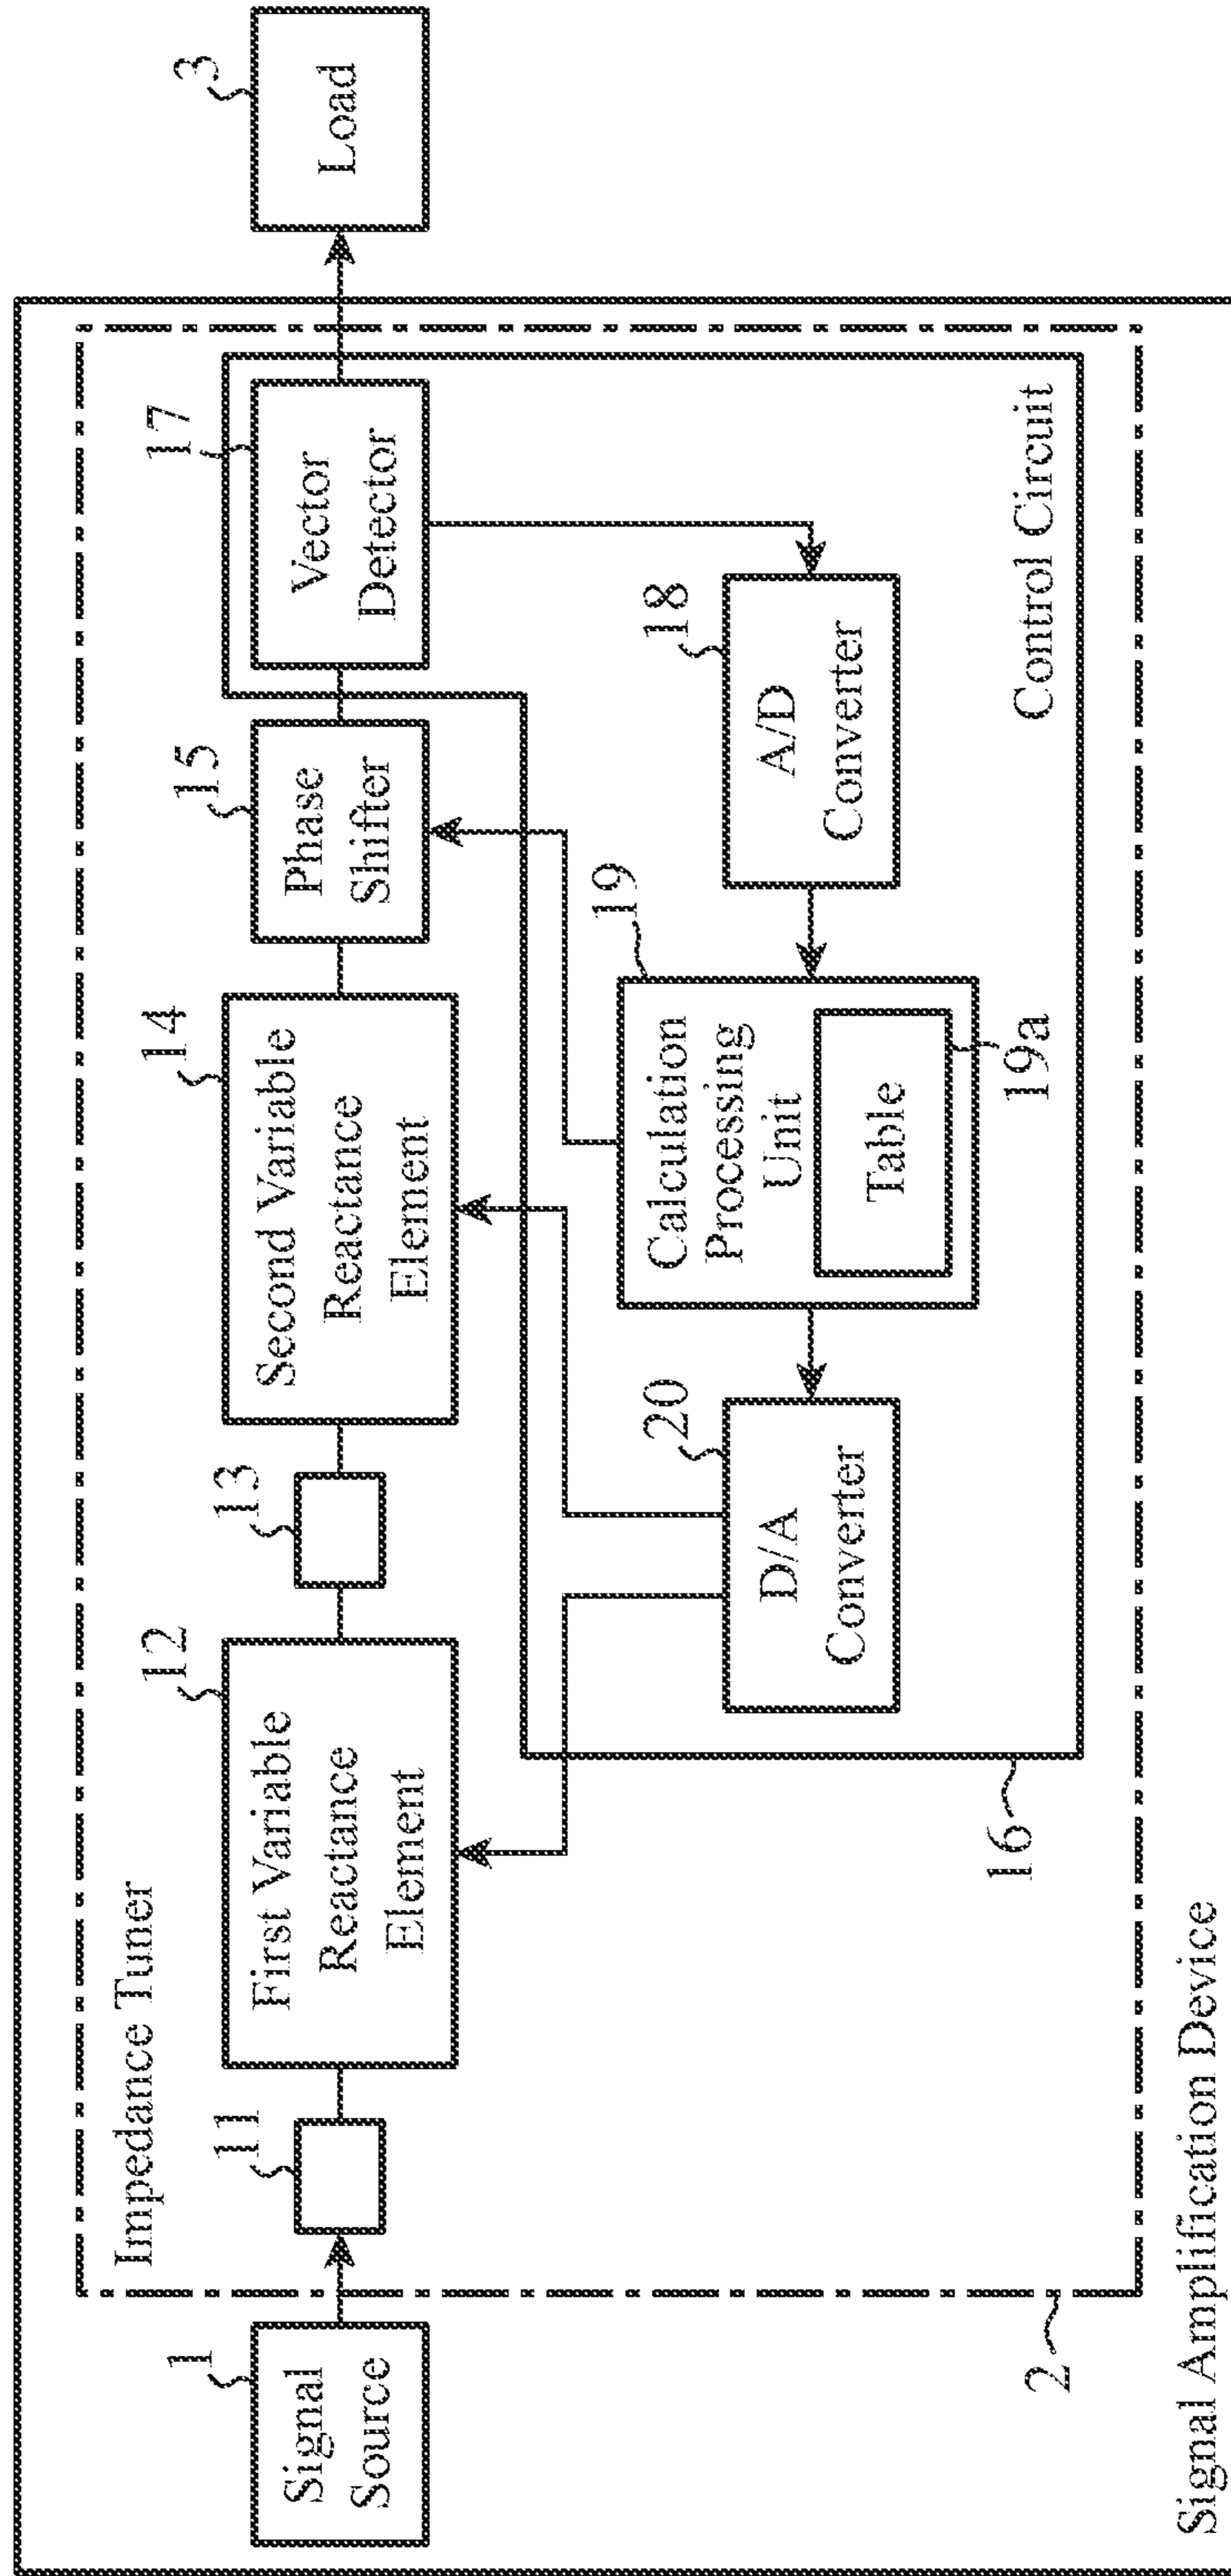 Signal Amplification Device
Impedance Tuner
2
1
Signal
Source
11
12
First Variable
Reactance
Element
13
14
Second Variable
Reactance
Element
15
Phase
Shifter
17
Vector
Detector
3
Load
16
Control Circuit
20
D/A
Converter
19
Calculation
Processing
Unit
Table
19a
18
A/D
Converter